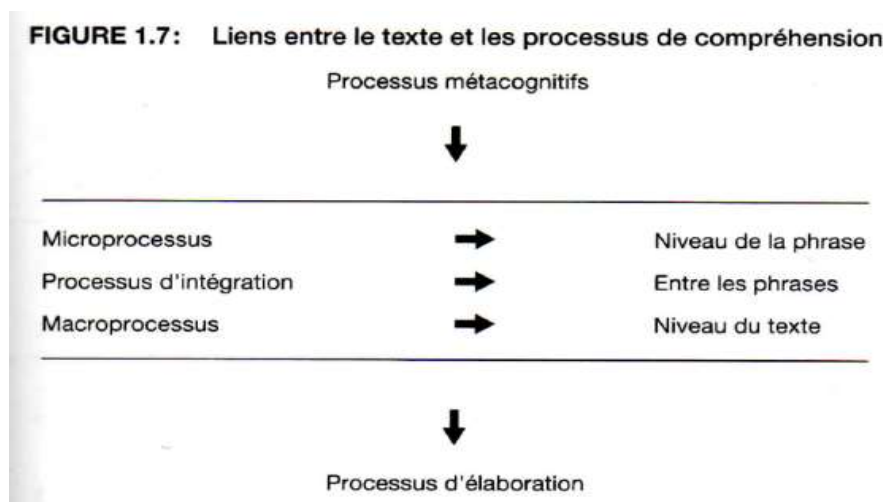 FIGURE 1.7: Liens entre le texte et les processus de compréhension
Processus métacognitifs
Microprocessus Niveau de la phrase
Processus d'intégration Entre les phrases
Macroprocessus Niveau du texte
Processus d'élaboration